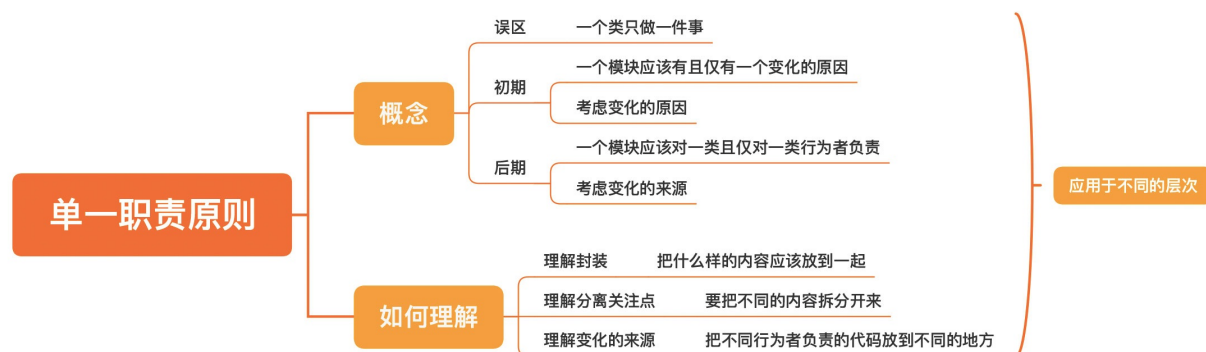 单一职责原则
概念
误区
一个类只做一件事
初期
一个模块应该有且仅有一个变化的原因
考虑变化的原因
后期
一个模块应该对一类且仅对一类行为者负责
考虑变化的来源
如何理解
理解封装
把什么样的内容应该放到一起
理解分离关注点
要把不同的内容拆分开来
理解变化的来源
把不同行为者负责的代码放到不同的地方
应用于不同的层次